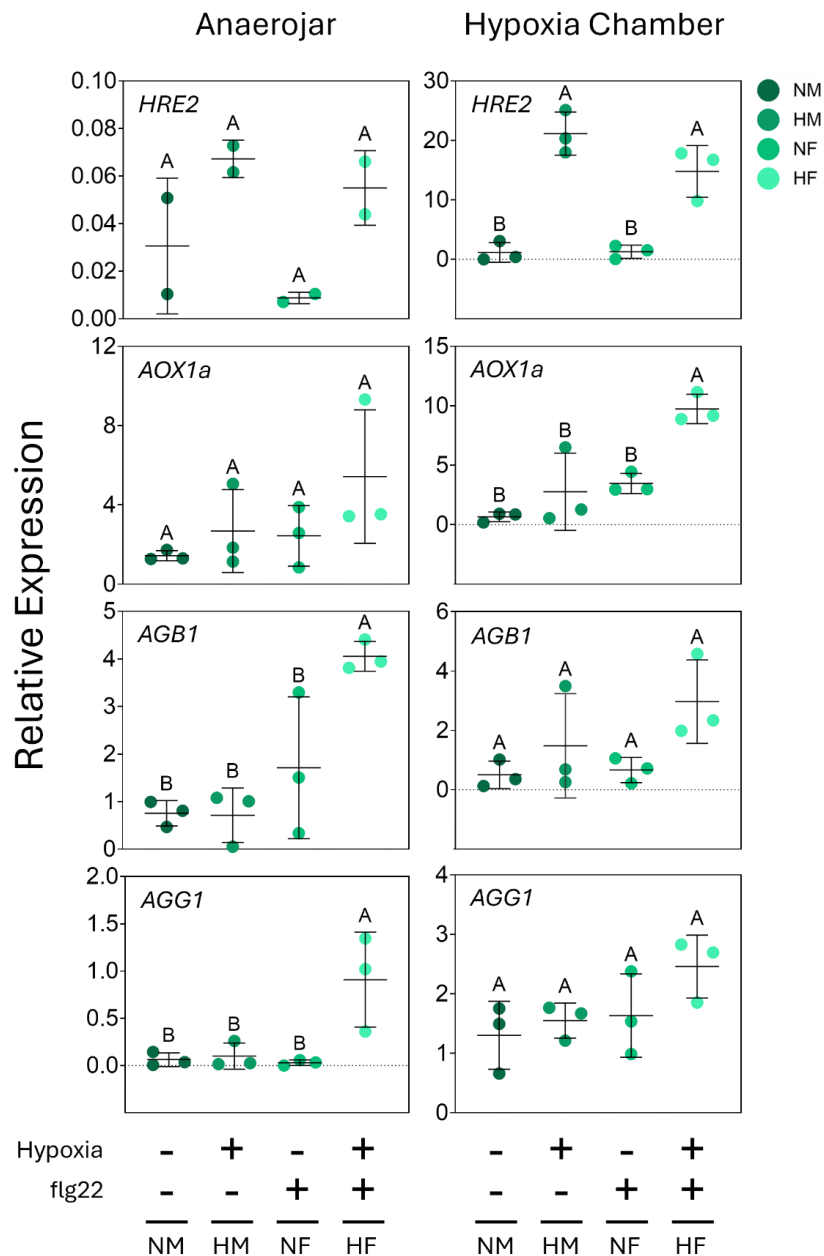 Anaerojar Hypoxia Chamber
Relative Expression
NM
HM
NF
HF
HRE2
0.10
0.08
0.06
0.04
0.02
0.00
A A A A
HRE2
30
20
10
0
B A B A
AOX1a
12
8
4
0
A A A A
AOX1a
15
10
5
0
B B B A
AGB1
5
4
3
2
1
0
B B B A
AGB1
6
4
2
0
A A A A
AGG1
2.0
1.5
1.0
0.5
0.0
B B B A
AGG1
4
3
2
1
0
A A A A
Hypoxia - + - + - + - +
flg22 - - + + - - + +
NM HM NF HF NM HM NF HF